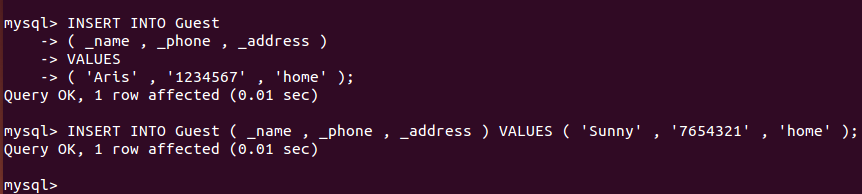 mysql> INSERT INTO Guest
    -> ( _name , _phone , _address )
    -> VALUES
    -> ( 'Aris' , '1234567' , 'home' );
Query OK, 1 row affected (0.01 sec)

mysql> INSERT INTO Guest ( _name , _phone , _address ) VALUES ( 'Sunny' , '7654321' , 'home' );
Query OK, 1 row affected (0.01 sec)

mysql>